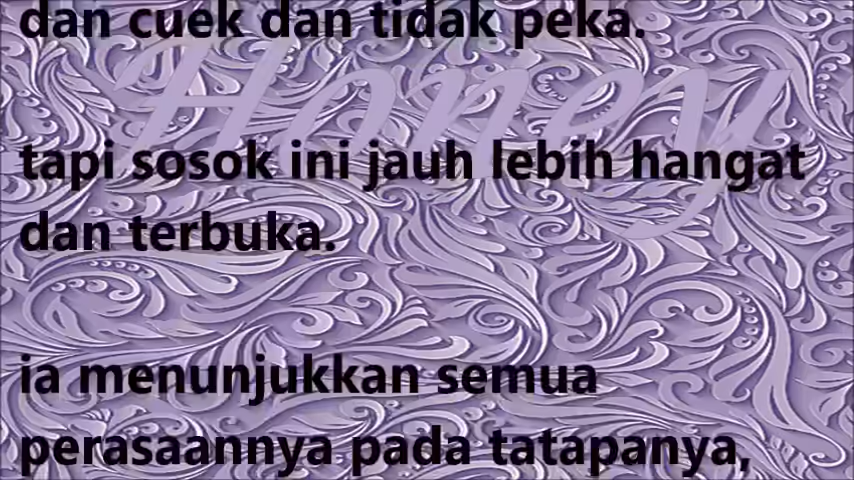 dan cuek dan tidak peka.
Honey
tapi sosok ini jauh lebih hangat
dan terbuka.
ia menunjukkan semua
perasaannya pada tatapanya,